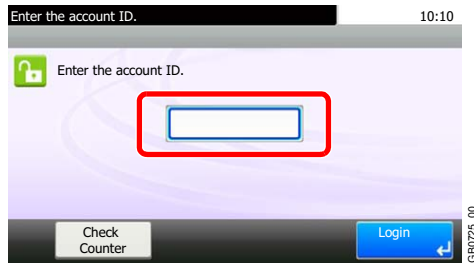 Enter the account ID.
10:10
Enter the account ID.
Check
Counter
Login
GB0725_00